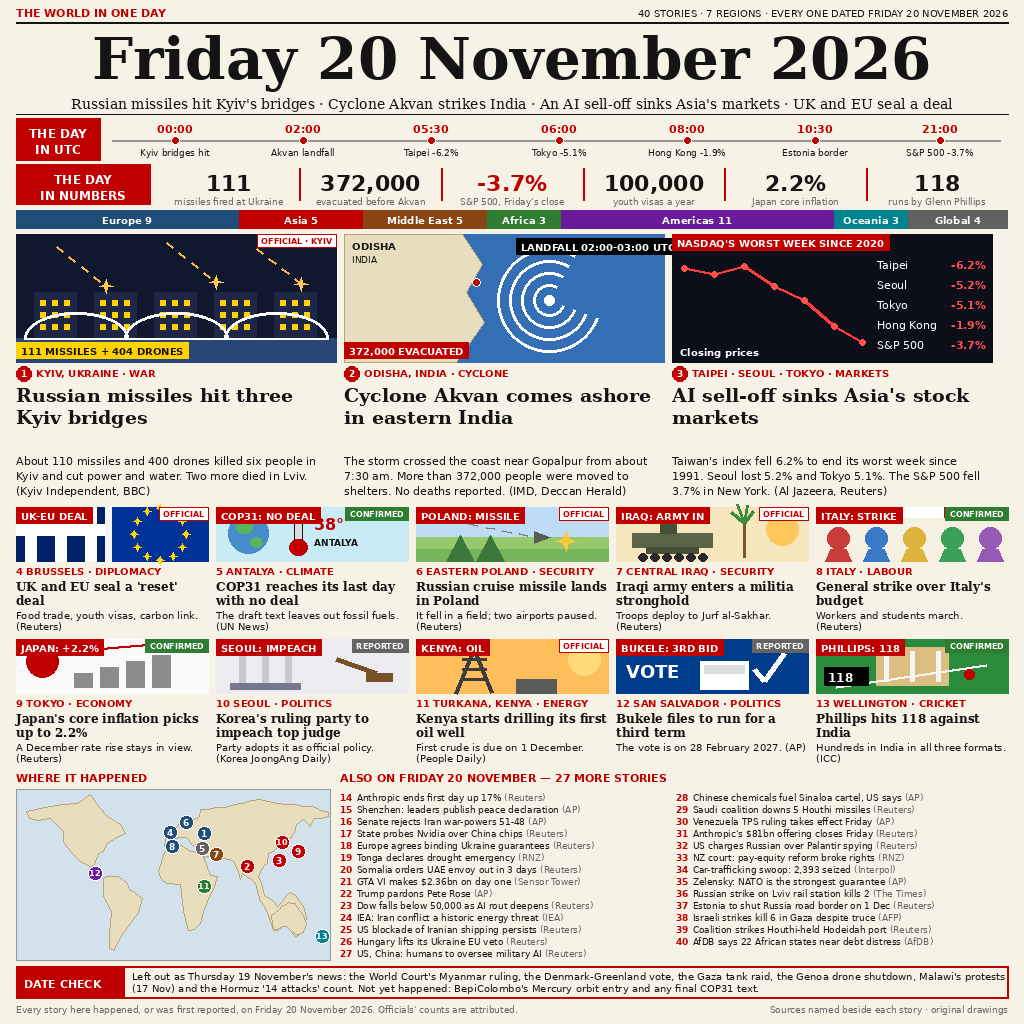 THE WORLD IN ONE DAY
40 STORIES · 7 REGIONS · EVERY ONE DATED FRIDAY 20 NOVEMBER 2026
Friday 20 November 2026
Russian missiles hit Kyiv's bridges · Cyclone Akvan strikes India · An AI sell-off sinks Asia's markets · UK and EU seal a deal
THE DAY
IN UTC
00:00
02:00
05:30
06:00
08:00
10:30
21:00
Kyiv bridges hit
Akvan landfall
Taipei -6.2%
Tokyo -5.1%
Hong Kong -1.9%
Estonia border
S&P 500 -3.7%
THE DAY
IN NUMBERS
111
372,000
-3.7%
100,000
2.2%
118
missiles fired at Ukraine
evacuated before Akvan
S&P 500, Friday's close
youth visas a year
Japan core inflation
runs by Glenn Phillips
Europe 9
Asia 5
Middle East 5
Africa 3
Americas 11
Oceania 3
Global 4
OFFICIAL · KYIV
111 MISSILES + 404 DRONES
1 KYIV, UKRAINE · WAR
Russian missiles hit three
Kyiv bridges
About 110 missiles and 400 drones killed six people in
Kyiv and cut power and water. Two more died in Lviv.
(Kyiv Independent, BBC)
ODISHA
INDIA
LANDFALL 02:00-03:00 UTC
372,000 EVACUATED
2 ODISHA, INDIA · CYCLONE
Cyclone Akvan comes ashore
in eastern India
The storm crossed the coast near Gopalpur from about
7:30 am. More than 372,000 people were moved to
shelters. No deaths reported. (IMD, Deccan Herald)
NASDAQ'S WORST WEEK SINCE 2020
Taipei -6.2%
Seoul -5.2%
Tokyo -5.1%
Hong Kong -1.9%
S&P 500 -3.7%
Closing prices
3 TAIPEI · SEOUL · TOKYO · MARKETS
AI sell-off sinks Asia's stock
markets
Taiwan's index fell 6.2% to end its worst week since
1991. Seoul lost 5.2% and Tokyo 5.1%. The S&P 500 fell
3.7% in New York. (Al Jazeera, Reuters)
UK-EU DEAL
OFFICIAL
4 BRUSSELS · DIPLOMACY
UK and EU seal a 'reset'
deal
Food trade, youth visas, carbon link.
(Reuters)
COP31: NO DEAL
CONFIRMED
38°
ANTALYA
5 ANTALYA · CLIMATE
COP31 reaches its last day
with no deal
The draft text leaves out fossil fuels.
(UN News)
POLAND: MISSILE
OFFICIAL
6 EASTERN POLAND · SECURITY
Russian cruise missile lands
in Poland
It fell in a field; two airports paused.
(Reuters)
IRAQ: ARMY IN
OFFICIAL
7 CENTRAL IRAQ · SECURITY
Iraqi army enters a militia
stronghold
Troops deploy to Jurf al-Sakhar.
(Reuters)
ITALY: STRIKE
CONFIRMED
8 ITALY · LABOUR
General strike over Italy's
budget
Workers and students march.
(Reuters)
JAPAN: +2.2%
CONFIRMED
9 TOKYO · ECONOMY
Japan's core inflation picks
up to 2.2%
A December rate rise stays in view.
(Reuters)
SEOUL: IMPEACH
REPORTED
10 SEOUL · POLITICS
Korea's ruling party to
impeach top judge
Party adopts it as official policy.
(Korea JoongAng Daily)
KENYA: OIL
OFFICIAL
11 TURKANA, KENYA · ENERGY
Kenya starts drilling its first
oil well
First crude is due on 1 December.
(People Daily)
BUKELE: 3RD BID
REPORTED
VOTE
12 SAN SALVADOR · POLITICS
Bukele files to run for a
third term
The vote is on 28 February 2027. (AP)
PHILLIPS: 118
CONFIRMED
118
13 WELLINGTON · CRICKET
Phillips hits 118 against
India
Hundreds in India in all three formats.
(ICC)
WHERE IT HAPPENED
6
4
1
8
5
7
10
9
3
2
12
11
13
ALSO ON FRIDAY 20 NOVEMBER — 27 MORE STORIES
14 Anthropic ends first day up 17% (Reuters)
15 Shenzhen: leaders publish peace declaration (AP)
16 Senate rejects Iran war-powers 51-48 (AP)
17 State probes Nvidia over China chips (Reuters)
18 Europe agrees binding Ukraine guarantees (Reuters)
19 Tonga declares drought emergency (RNZ)
20 Somalia orders UAE envoy out in 3 days (Reuters)
21 GTA VI makes $2.36bn on day one (Sensor Tower)
22 Trump pardons Pete Rose (AP)
23 Dow falls below 50,000 as AI rout deepens (Reuters)
24 IEA: Iran conflict a historic energy threat (IEA)
25 US blockade of Iranian shipping persists (Reuters)
26 Hungary lifts its Ukraine EU veto (Reuters)
27 US, China: humans to oversee military AI (Reuters)
28 Chinese chemicals fuel Sinaloa cartel, US says (AP)
29 Saudi coalition downs 5 Houthi missiles (Reuters)
30 Venezuela TPS ruling takes effect Friday (AP)
31 Anthropic's $81bn offering closes Friday (Reuters)
32 US charges Russian over Palantir spying (Reuters)
33 NZ court: pay-equity reform broke rights (RNZ)
34 Car-trafficking swoop: 2,393 seized (Interpol)
35 Zelensky: NATO is the strongest guarantee (AP)
36 Russian strike on Lviv rail station kills 2 (The Times)
37 Estonia to shut Russia road border on 1 Dec (Reuters)
38 Israeli strikes kill 6 in Gaza despite truce (AFP)
39 Coalition strikes Houthi-held Hodeidah port (Reuters)
40 AfDB says 22 African states near debt distress (AfDB)
DATE CHECK
Left out as Thursday 19 November's news: the World Court's Myanmar ruling, the Denmark-Greenland vote, the Gaza tank raid, the Genoa drone shutdown, Malawi's protests
(17 Nov) and the Hormuz '14 attacks' count. Not yet happened: BepiColombo's Mercury orbit entry and any final COP31 text.
Every story here happened, or was first reported, on Friday 20 November 2026. Officials' counts are attributed.
Sources named beside each story · original drawings